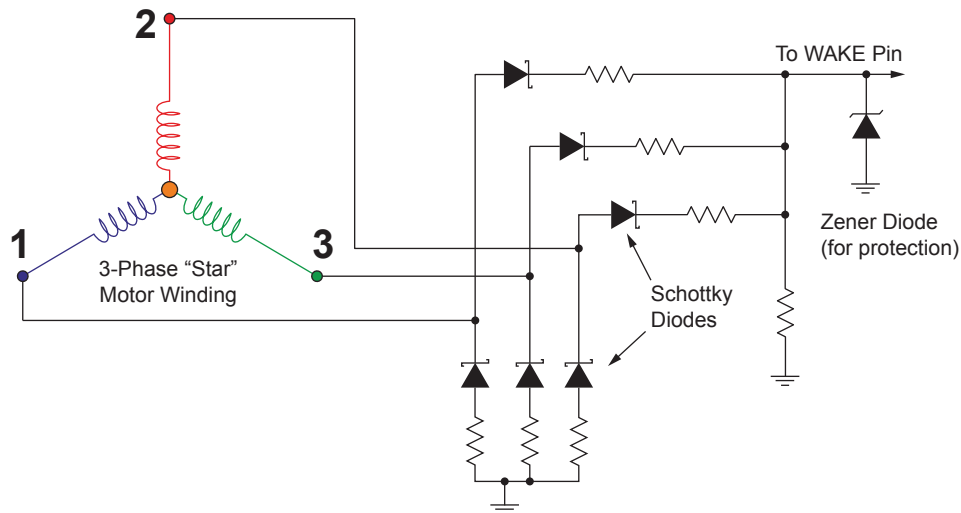 2
To WAKE Pin
1
3
3-Phase “Star”
Motor Winding
Zener Diode
(for protection)
Schottky
Diodes